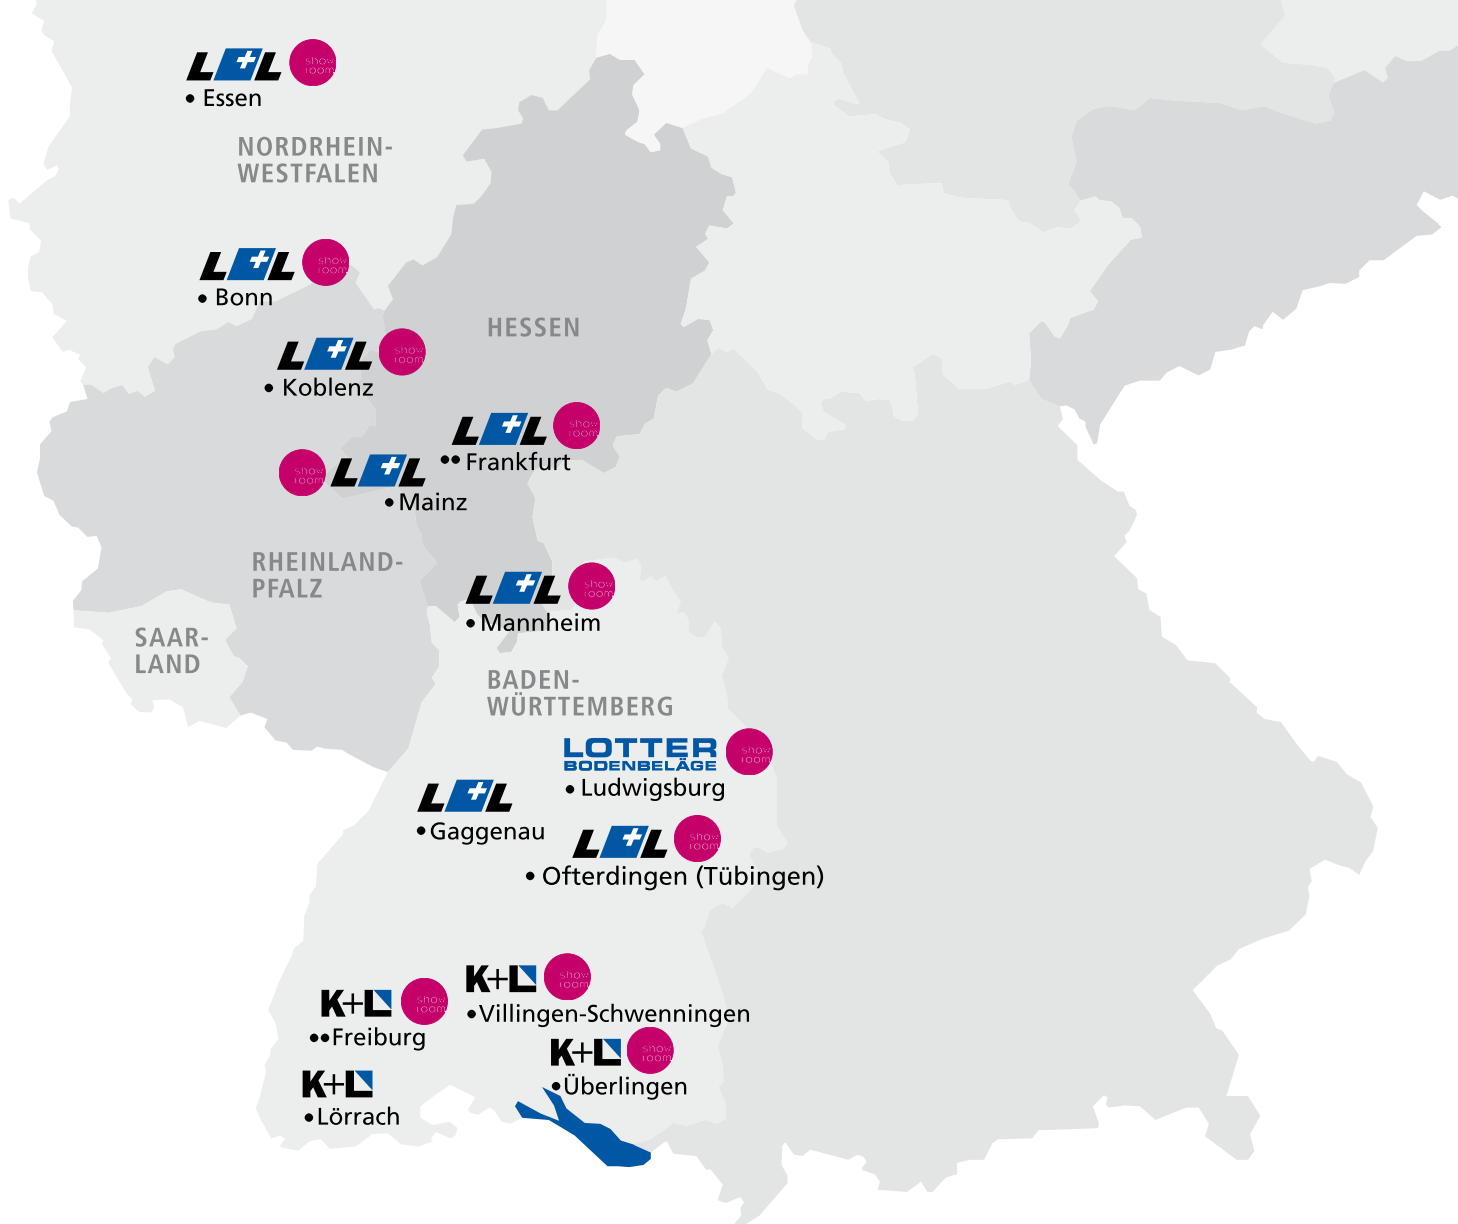 L+L show room
Essen
NORDRHEIN-
WESTFALEN
L+L show room
Bonn
HESSEN
L+L show room
Koblenz
L+L show room
Frankfurt
show room L+L
Mainz
RHEINLAND-
PFALZ
L+L show room
Mannheim
SAAR-
LAND
BADEN-
WÜRTTEMBERG
LOTTER
BODENBELÄGE
show room
Ludwigsburg
L+L
Gaggenau
L+L show room
Ofterdingen (Tübingen)
K+L show room
Villingen-Schwenningen
K+L show room
Freiburg
K+L show room
Überlingen
K+L
Lörrach